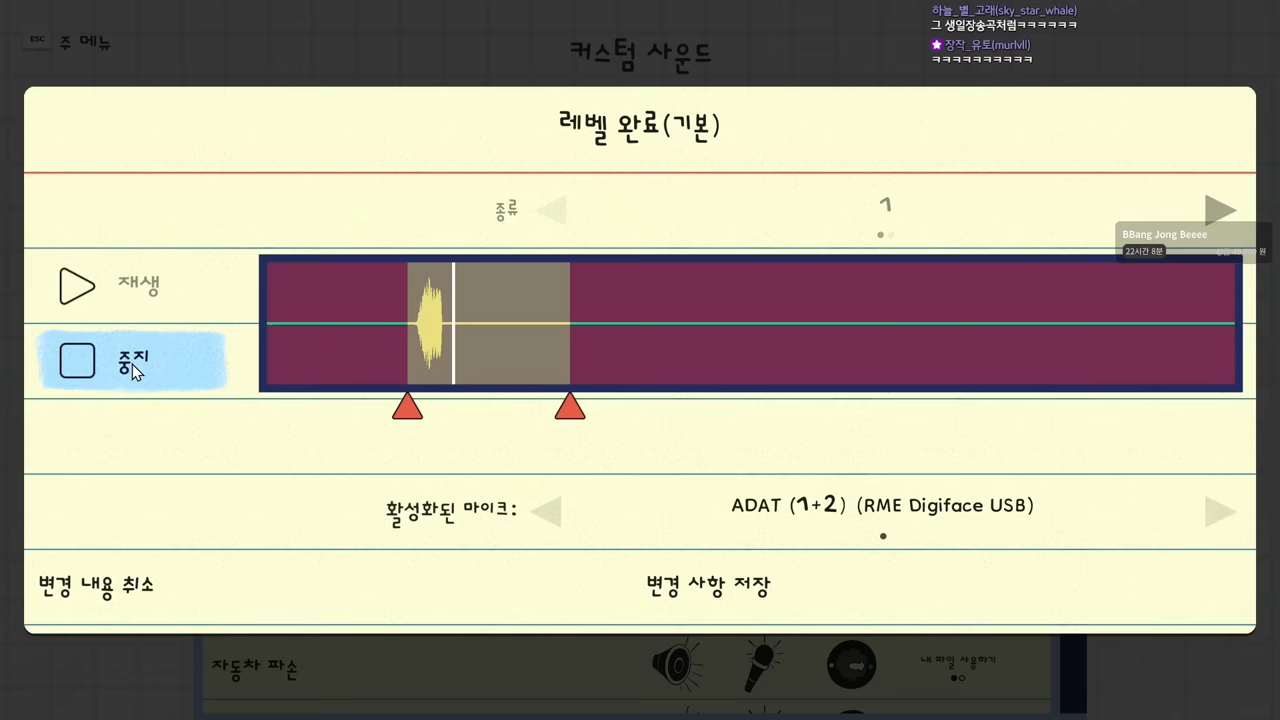 하늘_별_고래(sky_star_whale)
그 생일장송곡처럼ㅋㅋㅋㅋㅋㅋ
장작_유토(murlvll)
ㅋㅋㅋㅋㅋㅋㅋㅋㅋㅋ
ESC 주 메뉴
커스텀 사운드
레벨 완료(기본)
종류
1
BBang Jong Beeee
22시간 8분
재생
중지
활성화된 마이크:
ADAT (1+2) (RME Digiface USB)
변경 내용 취소
변경 사항 저장
자동차 파손
내 파일 사용하기